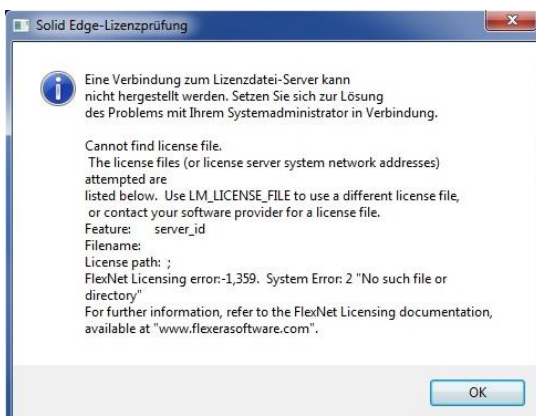 Solid Edge-Lizenzprüfung
Eine Verbindung zum Lizenzdatei-Server kann
nicht hergestellt werden. Setzen Sie sich zur Lösung
des Problems mit Ihrem Systemadministrator in Verbindung.
Cannot find license file.
The license files (or license server system network addresses)
attempted are
listed below. Use LM_LICENSE_FILE to use a different license file,
or contact your software provider for a license file.
Feature: server_id
Filename:
License path: ;
FlexNet Licensing error:-1,359. System Error: 2 "No such file or
directory"
For further information, refer to the FlexNet Licensing documentation,
available at "www.flexerasoftware.com".
OK